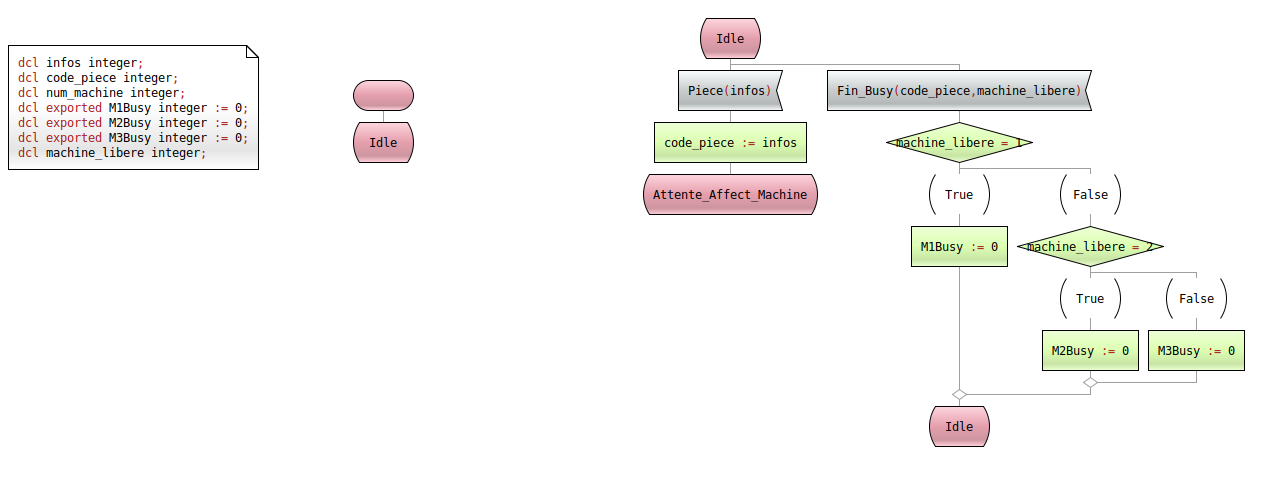 dcl infos integer;
dcl code_piece integer;
dcl num_machine integer;
dcl exported M1Busy integer := 0;
dcl exported M2Busy integer := 0;
dcl exported M3Busy integer := 0;
dcl machine_libere integer;
Idle
Idle
Piece(infos)
Fin_Busy(code_piece,machine_libere)
code_piece := infos
machine_libere = 1
Attente_Affect_Machine
True
False
M1Busy := 0
machine_libere = 2
True
False
M2Busy := 0
M3Busy := 0
Idle